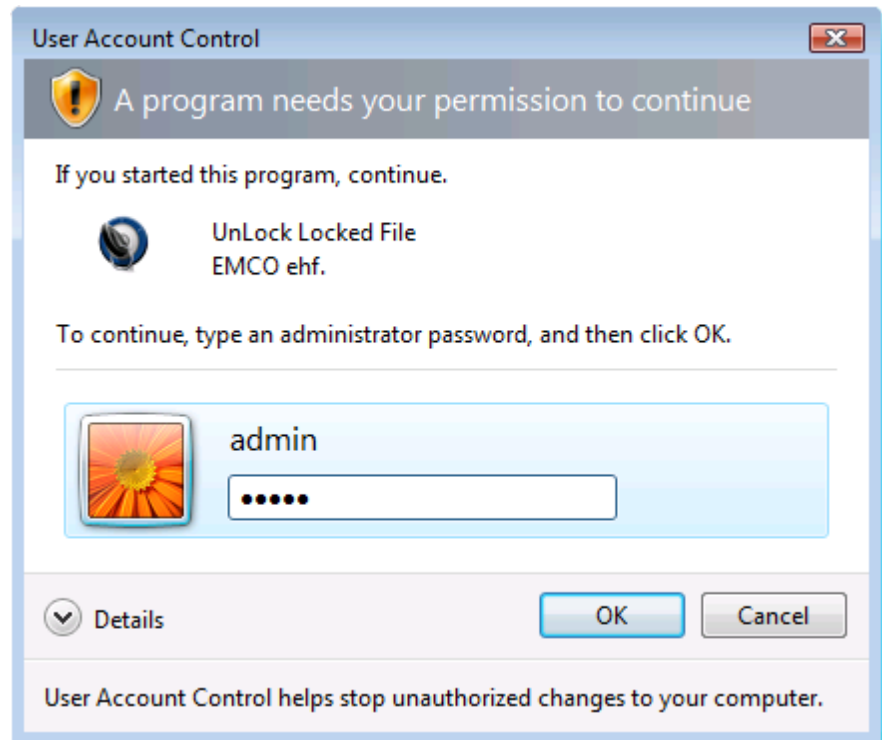 User Account Control
A program needs your permission to continue
If you started this program, continue.
UnLock Locked File
EMCO ehf.
To continue, type an administrator password, and then click OK.
admin
●●●●●
Details
OK
Cancel
User Account Control helps stop unauthorized changes to your computer.